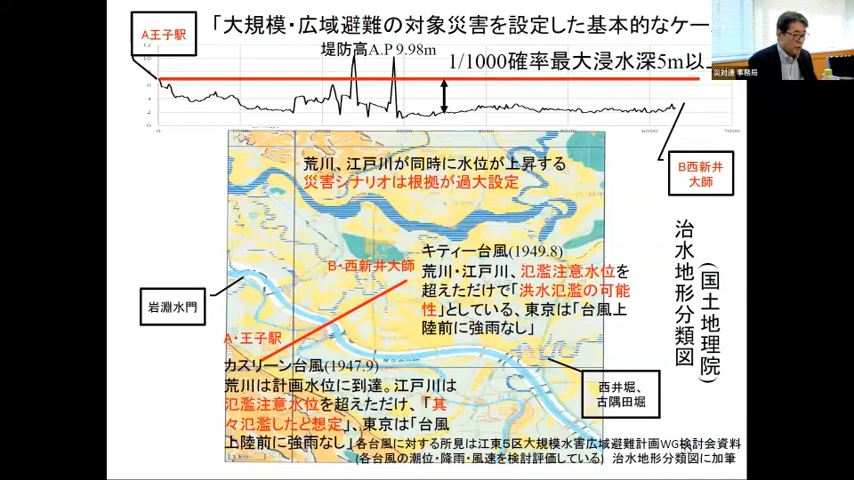 「大規模・広域避難の対象災害を設定した基本的なケー
A王子駅
堤防高A.P 9.98m
1/1000確率最大浸水深5m以上
災対連 事務局
B西新井
大師
荒川、江戸川が同時に水位が上昇する
災害シナリオは根拠が過大設定
治水地形分類図
(国土地理院)
キティー台風(1949.8)
荒川・江戸川、氾濫注意水位を
超えただけで「洪水氾濫の可能
性」としている、東京は「台風上
陸前に強雨なし」
B・西新井大師
岩淵水門
A・王子駅
カスリーン台風(1947.9)
荒川は計画水位に到達。江戸川は
氾濫注意水位を超えただけ、「其
々氾濫したと想定」、東京は「台風
上陸前に強雨なし」
西井堀、
古隅田堀
各台風に対する所見は江東5区大規模水害広域避難計画WG検討会資料
(各台風の潮位・降雨・風速を検討評価している) 治水地形分類図に加筆